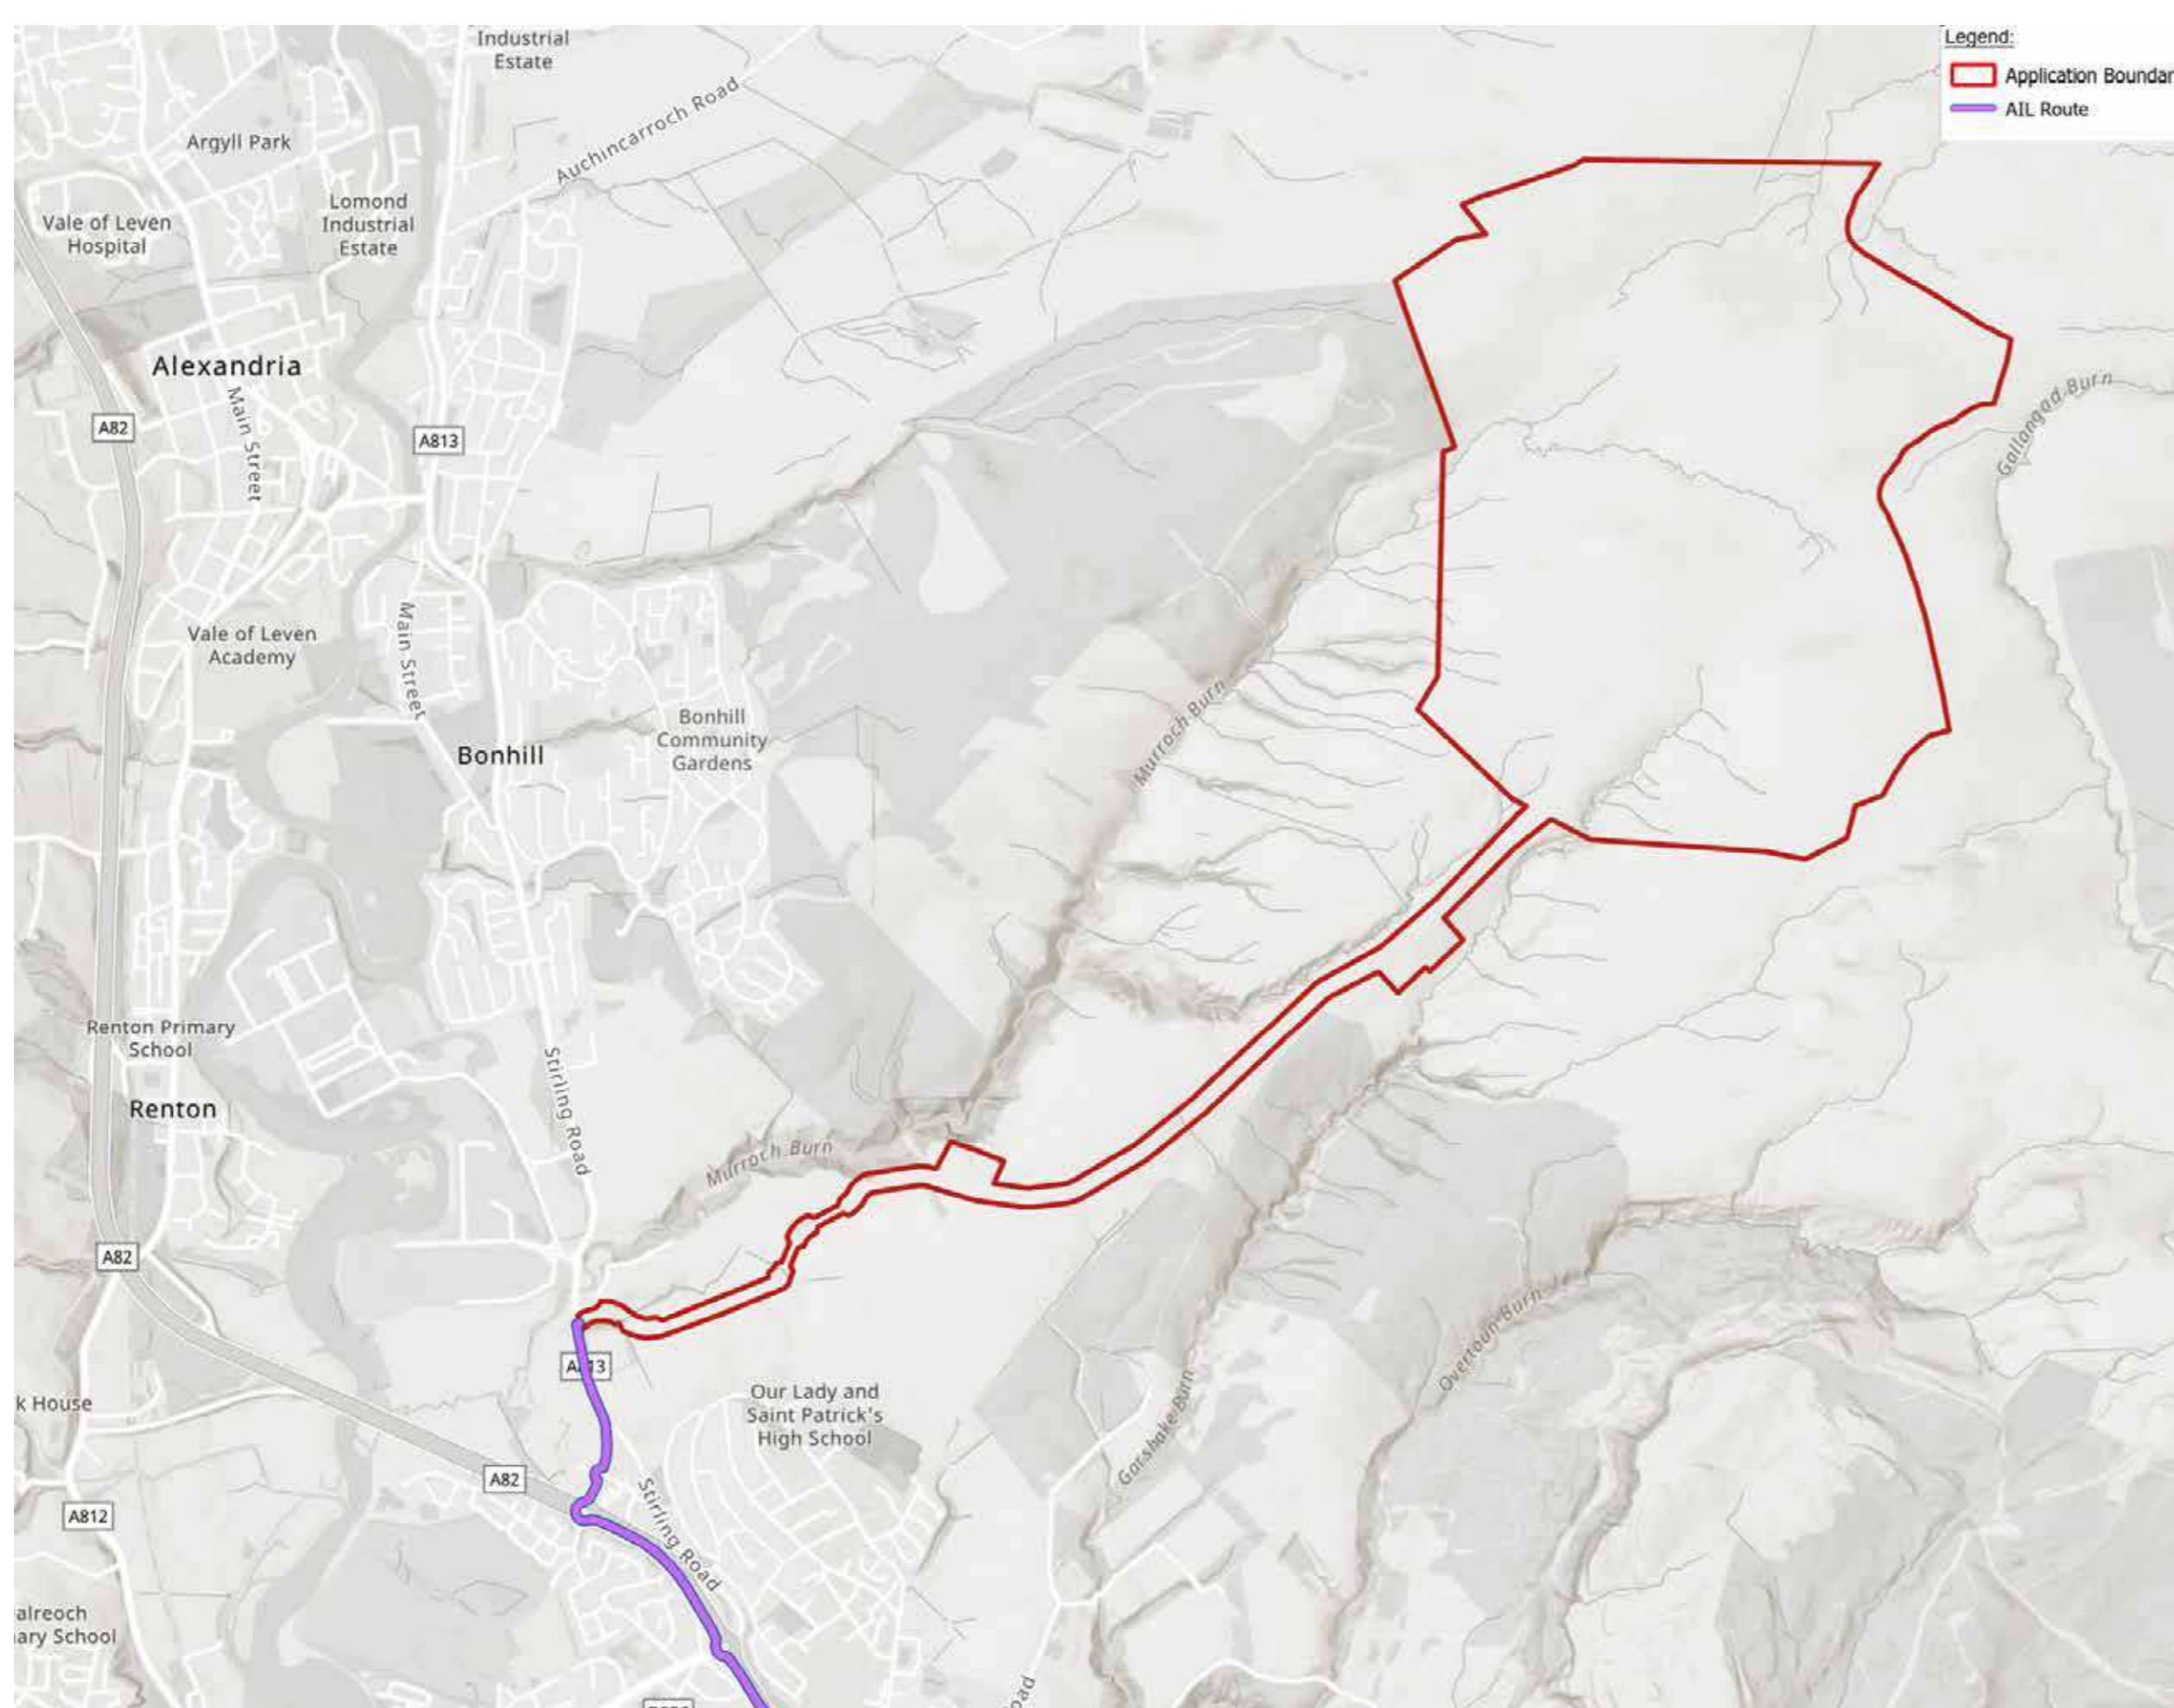 Industrial
Estate
Legend:
Application Boundar
AIL Route
Auchincarroch Road
Argyll Park
Lomond
Industrial
Estate
Vale of Leven
Hospital
Alexandria
Main Street
A82
A813
Gallangad Burn
Main Street
Vale of Leven
Academy
Murroch Burn
Bonhill
Community
Gardens
Bonhill
Renton Primary
School
Stirling Road
Renton
Murroch Burn
A82
Overtoun Burn
A813
k House
Our Lady and
Saint Patrick's
High School
Garshake Burn
A82
Stirling Road
A812
alreoch
ary School
oad